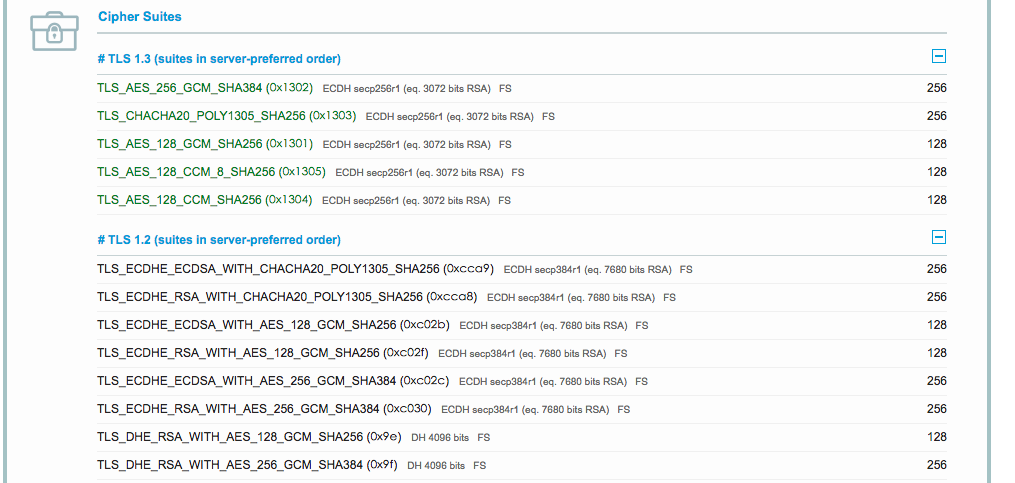 Cipher Suites
# TLS 1.3 (suites in server-preferred order)
TLS_AES_256_GCM_SHA384 (0x1302) ECDH secp256r1 (eq. 3072 bits RSA) FS 256
TLS_CHACHA20_POLY1305_SHA256 (0x1303) ECDH secp256r1 (eq. 3072 bits RSA) FS 256
TLS_AES_128_GCM_SHA256 (0x1301) ECDH secp256r1 (eq. 3072 bits RSA) FS 128
TLS_AES_128_CCM_8_SHA256 (0x1305) ECDH secp256r1 (eq. 3072 bits RSA) FS 128
TLS_AES_128_CCM_SHA256 (0x1304) ECDH secp256r1 (eq. 3072 bits RSA) FS 128
# TLS 1.2 (suites in server-preferred order)
TLS_ECDHE_ECDSA_WITH_CHACHA20_POLY1305_SHA256 (0xcca9) ECDH secp384r1 (eq. 7680 bits RSA) FS 256
TLS_ECDHE_RSA_WITH_CHACHA20_POLY1305_SHA256 (0xcca8) ECDH secp384r1 (eq. 7680 bits RSA) FS 256
TLS_ECDHE_ECDSA_WITH_AES_128_GCM_SHA256 (0xc02b) ECDH secp384r1 (eq. 7680 bits RSA) FS 128
TLS_ECDHE_RSA_WITH_AES_128_GCM_SHA256 (0xc02f) ECDH secp384r1 (eq. 7680 bits RSA) FS 128
TLS_ECDHE_ECDSA_WITH_AES_256_GCM_SHA384 (0xc02c) ECDH secp384r1 (eq. 7680 bits RSA) FS 256
TLS_ECDHE_RSA_WITH_AES_256_GCM_SHA384 (0xc030) ECDH secp384r1 (eq. 7680 bits RSA) FS 256
TLS_DHE_RSA_WITH_AES_128_GCM_SHA256 (0x9e) DH 4096 bits FS 128
TLS_DHE_RSA_WITH_AES_256_GCM_SHA384 (0x9f) DH 4096 bits FS 256